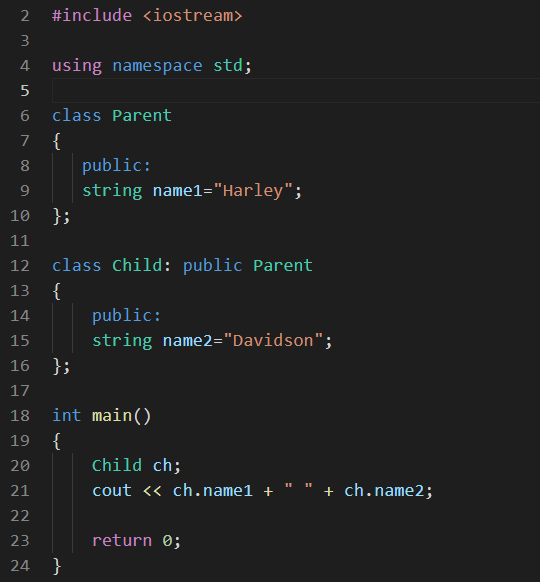 2 #include <iostream>
3
4 using namespace std;
5
6 class Parent
7 {
8    public:
9    string name1="Harley";
10 };
11
12 class Child: public Parent
13 {
14     public:
15     string name2="Davidson";
16 };
17
18 int main()
19 {
20     Child ch;
21     cout << ch.name1 + " " + ch.name2;
22
23     return 0;
24 }